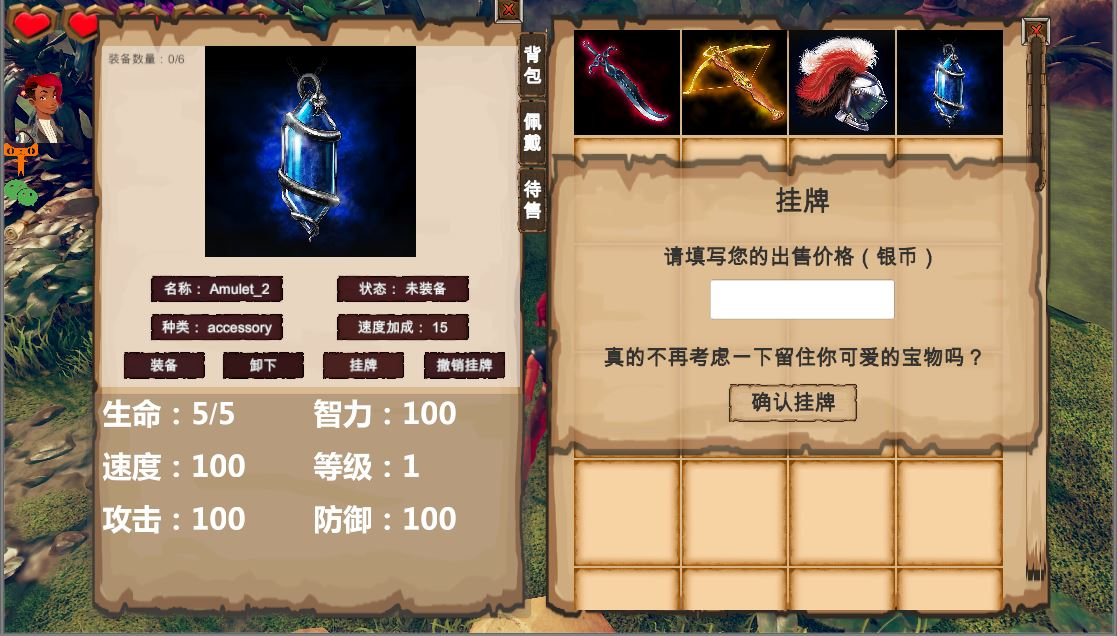 装备数量：0/6
名称： Amulet_2
状态： 未装备
种类： accessory
速度加成： 15
装备
卸下
挂牌
撤销挂牌
生命：5/5
智力：100
速度：100
等级：1
攻击：100
防御：100
背包
佩戴
待售
挂牌
请填写您的出售价格（银币）
真的不再考虑一下留住你可爱的宝物吗？
确认挂牌